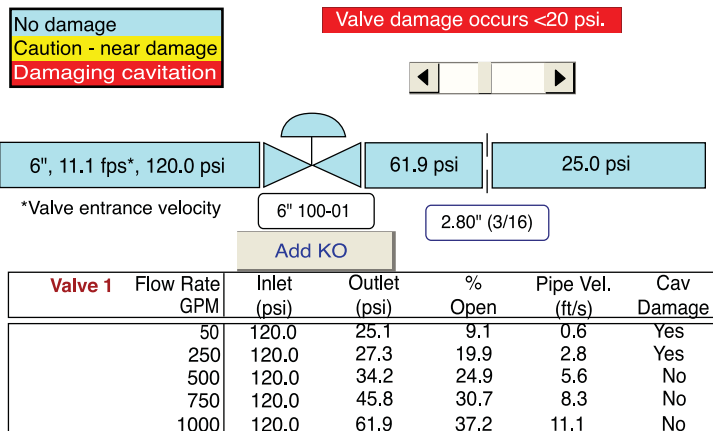 No damage
Caution - near damage
Damaging cavitation
Valve damage occurs <20 psi.
6", 11.1 fps*, 120.0 psi
61.9 psi
25.0 psi
*Valve entrance velocity
6" 100-01
2.80" (3/16)
Add KO
Valve 1 Flow Rate GPM Inlet (psi) Outlet (psi) % Open Pipe Vel. (ft/s) Cav Damage
50 120.0 25.1 9.1 0.6 Yes
250 120.0 27.3 19.9 2.8 Yes
500 120.0 34.2 24.9 5.6 No
750 120.0 45.8 30.7 8.3 No
1000 120.0 61.9 37.2 11.1 No